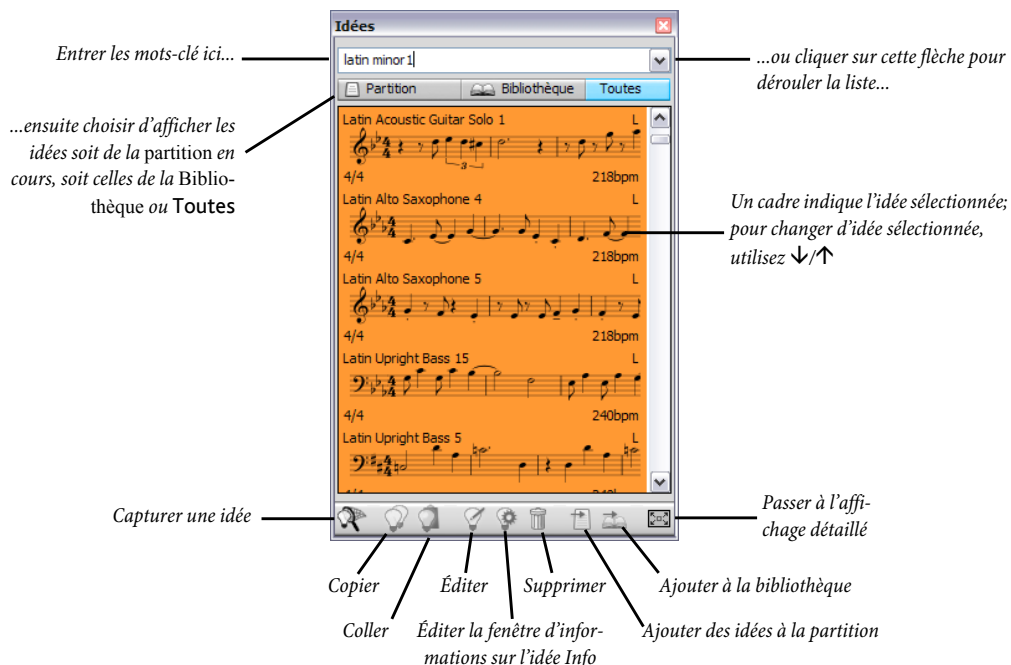 Idées
Entrer les mots-clé ici...
latin minor1
...ou cliquer sur cette flèche pour
dérouler la liste...
Partition
Bibliothèque
Toutes
...ensuite choisir d'afficher les
idées soit de la partition en
cours, soit celles de la Biblio-
thèque ou Toutes
Latin Acoustic Guitar Solo 1 L
3
4/4 218bpm
Latin Alto Saxophone 4 L
4/4 218bpm
Un cadre indique l'idée sélectionnée;
pour changer d'idée sélectionnée,
utilisez ↓/↑
Latin Alto Saxophone 5 L
4/4 218bpm
Latin Upright Bass 15 L
4/4 240bpm
Latin Upright Bass 5 L
Capturer une idée
Passer à l'affi-
chage détaillé
Copier
Éditer
Supprimer
Ajouter à la bibliothèque
Coller
Éditer la fenêtre d'infor-
mations sur l'idée Info
Ajouter des idées à la partition